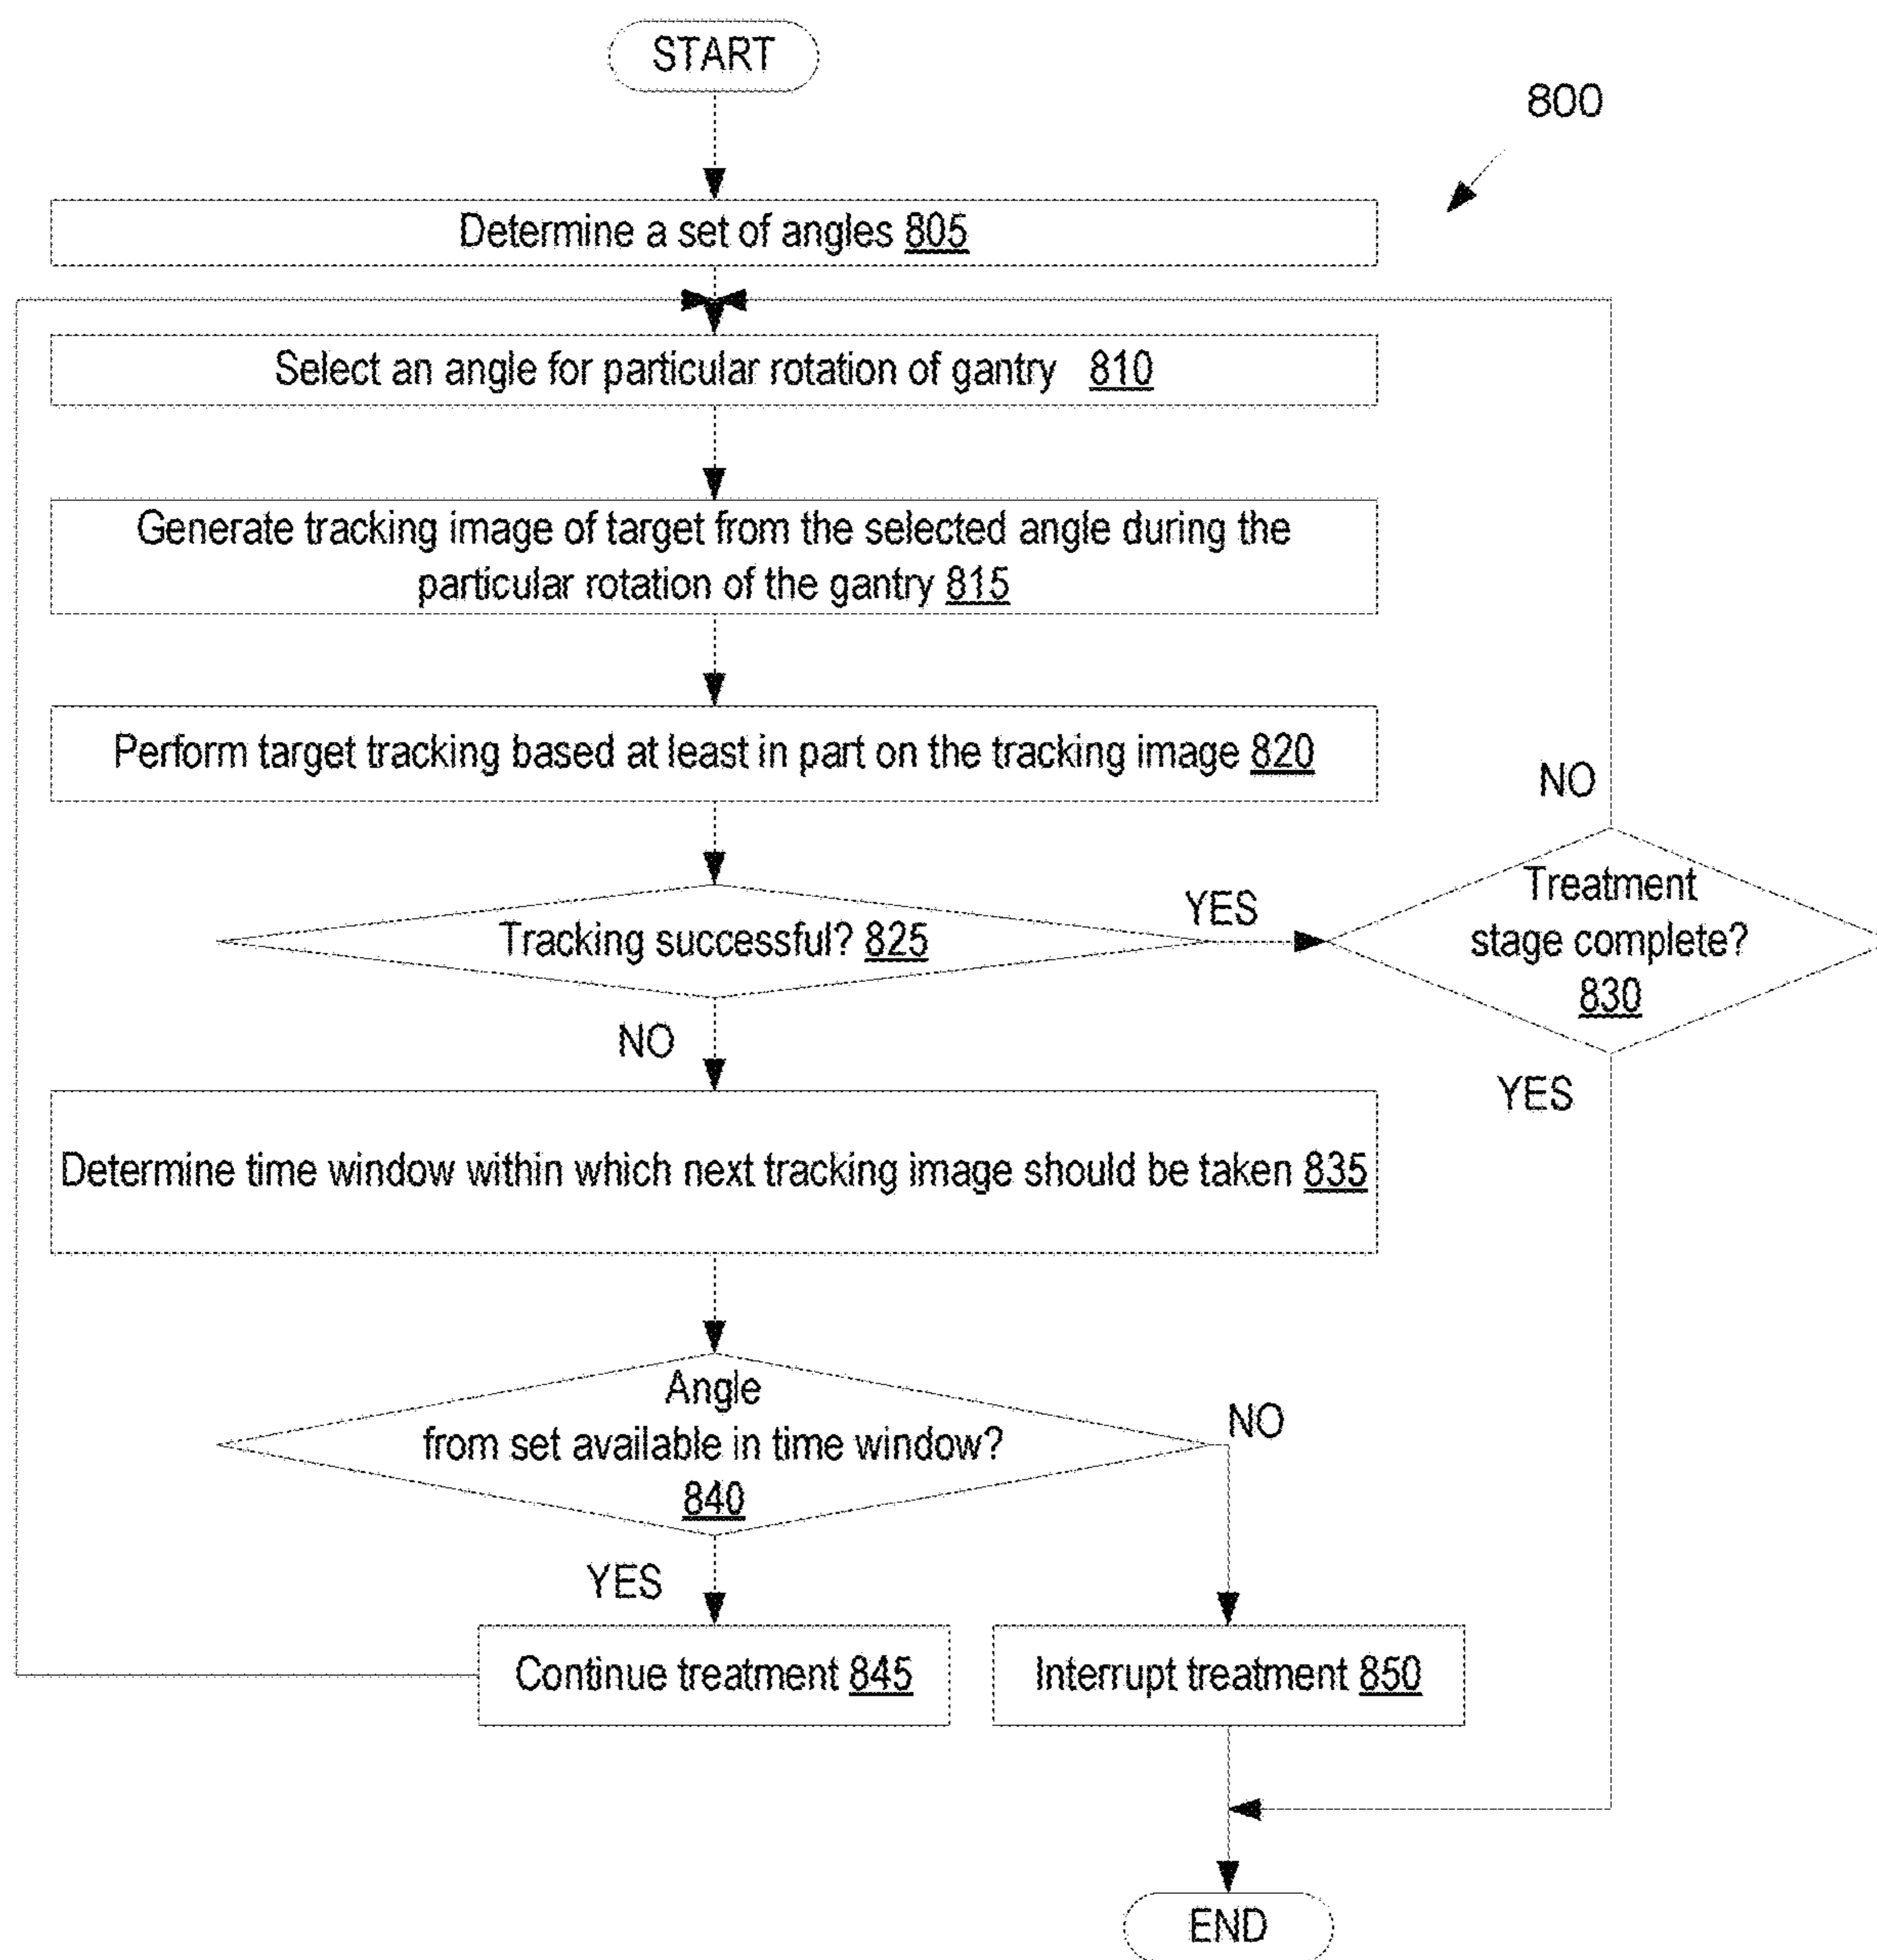 START
800
Determine a set of angles 805
Select an angle for particular rotation of gantry 810
Generate tracking image of target from the selected angle during the
particular rotation of the gantry 815
Perform target tracking based at least in part on the tracking image 820
NO
Tracking successful? 825
YES
Treatment
stage complete?
830
NO
YES
Determine time window within which next tracking image should be taken 835
Angle
from set available in time window?
840
NO
YES
Continue treatment 845
Interrupt treatment 850
END